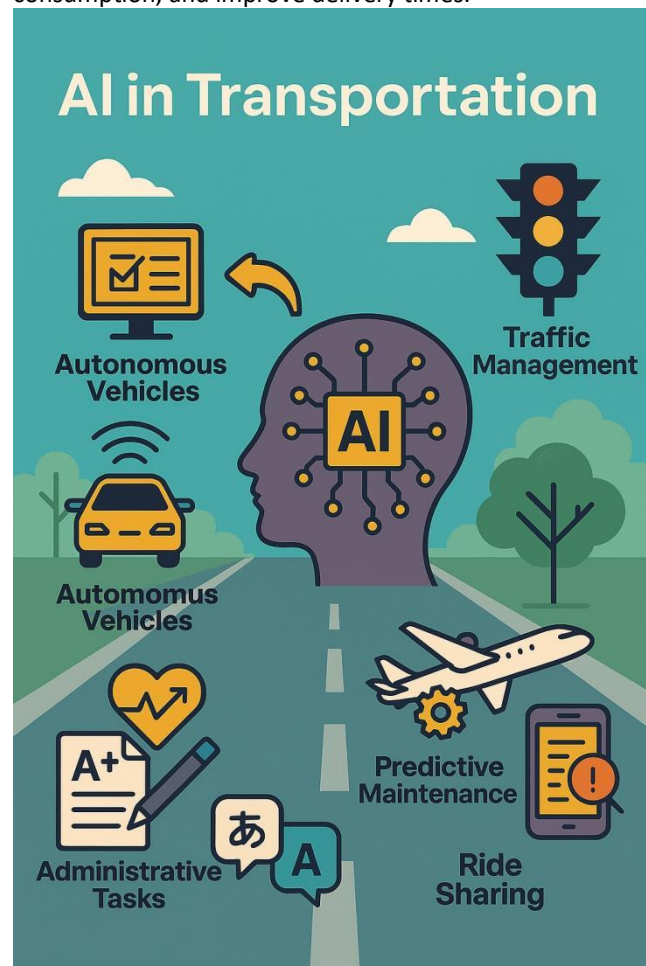 consumption, and improve delivery times.
AI in Transportation
Traffic
Management
Autonomous
Vehicles
AI
Automomus
Vehicles
Predictive
Maintenance
!
A+
あ
A
Administrative
Tasks
Ride
Sharing